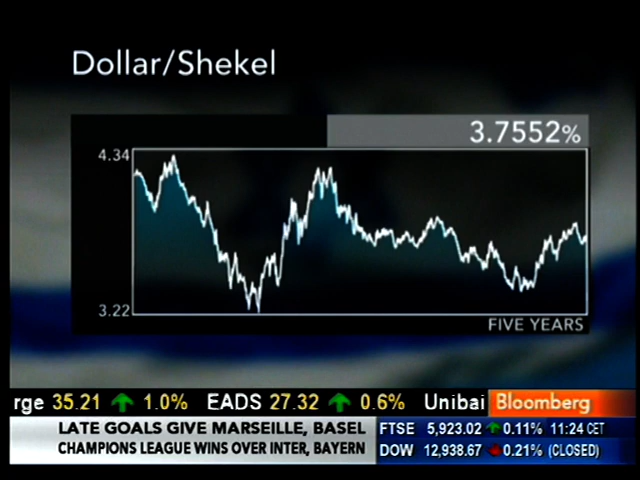 Dollar/Shekel
3.7552%
4.34
3.22
FIVE YEARS
rge 35.21 1.0% EADS 27.32 0.6% Unibai Bloomberg
LATE GOALS GIVE MARSEILLE, BASEL
CHAMPIONS LEAGUE WINS OVER INTER, BAYERN
FTSE 5,923.02 0.11% 11:24 CET
DOW 12,938.67 0.21% (CLOSED)